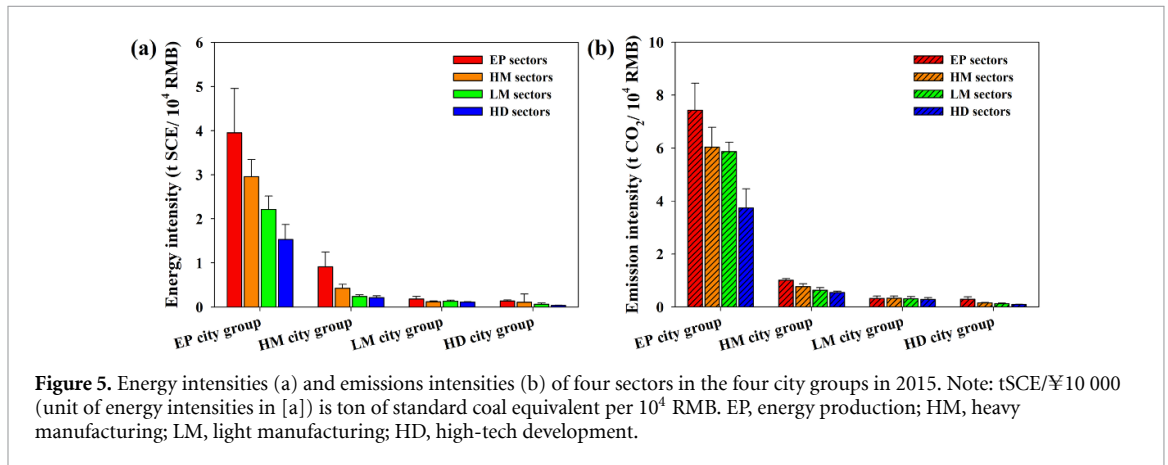 (a)
6
5
4
3
2
1
0
Energy intensity (t SCE/ 10⁴ RMB)
EP sectors
HM sectors
LM sectors
HD sectors
EP city group
HM city group
LM city group
HD city group
(b)
10
8
6
4
2
0
Emission intensity (t CO₂/ 10⁴ RMB)
EP sectors
HM sectors
LM sectors
HD sectors
EP city group
HM city group
LM city group
HD city group
Figure 5. Energy intensities (a) and emissions intensities (b) of four sectors in the four city groups in 2015. Note: tSCE/¥10 000
(unit of energy intensities in [a]) is ton of standard coal equivalent per 10⁴ RMB. EP, energy production; HM, heavy
manufacturing; LM, light manufacturing; HD, high-tech development.